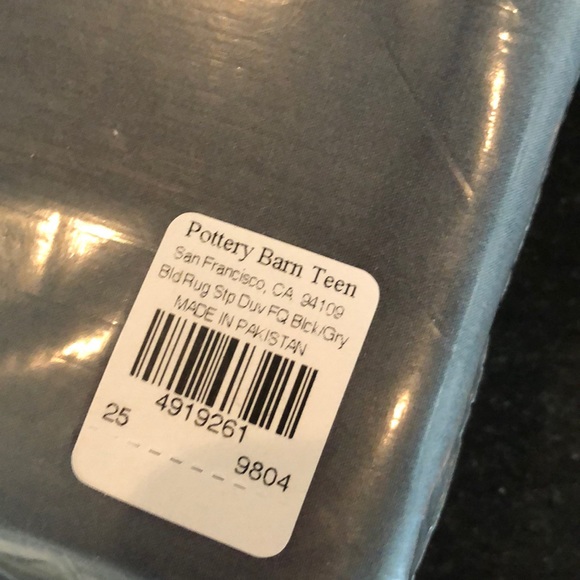 Pottery Barn Teen
San Francisco, CA 94109
Bld Rug Stp Duv FQ Blck/Gry
MADE IN PAKISTAN
4919261
25
9804